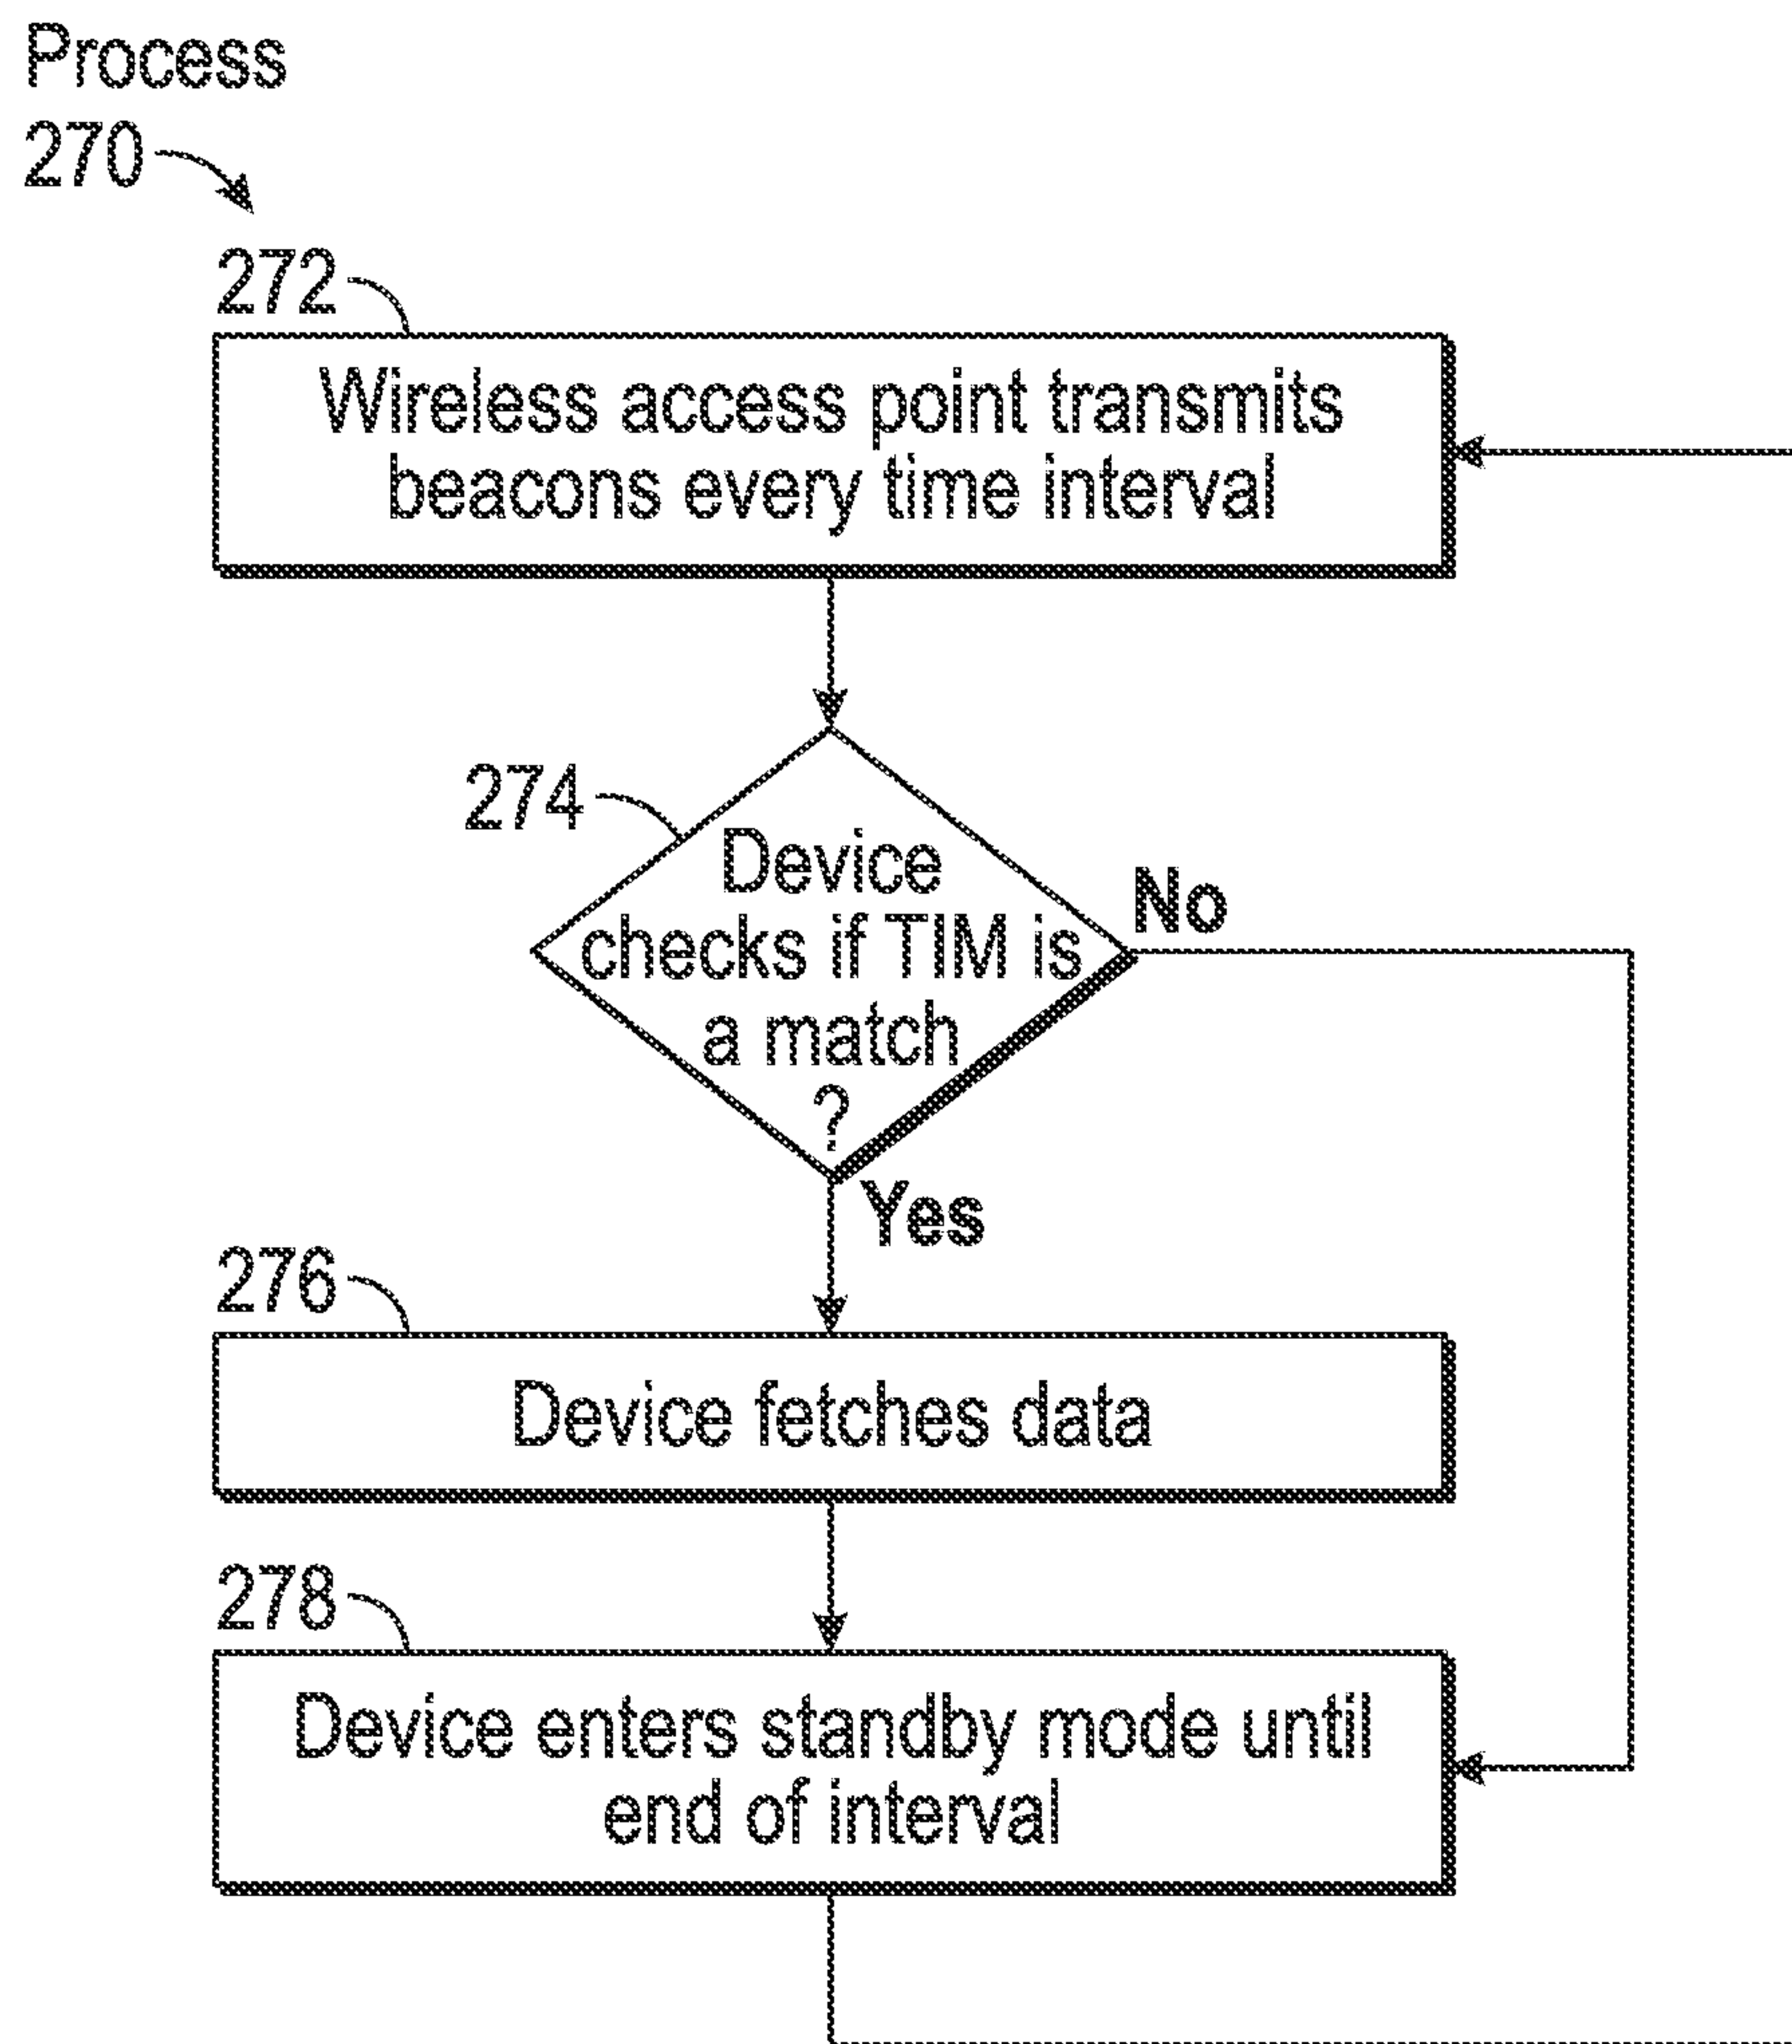 Process
270
272
Wireless access point transmits
beacons every time interval
274
Device
checks if TIM is
a match
?
No
Yes
276
Device fetches data
278
Device enters standby mode until
end of interval